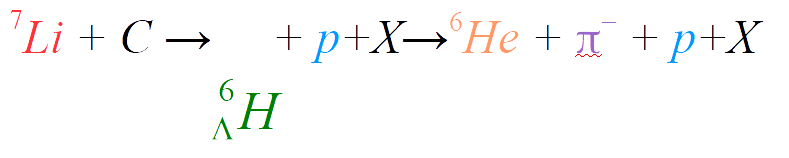 ⁷Li + C → + p+X→⁶He + π⁻ + p+X
⁶ΛH